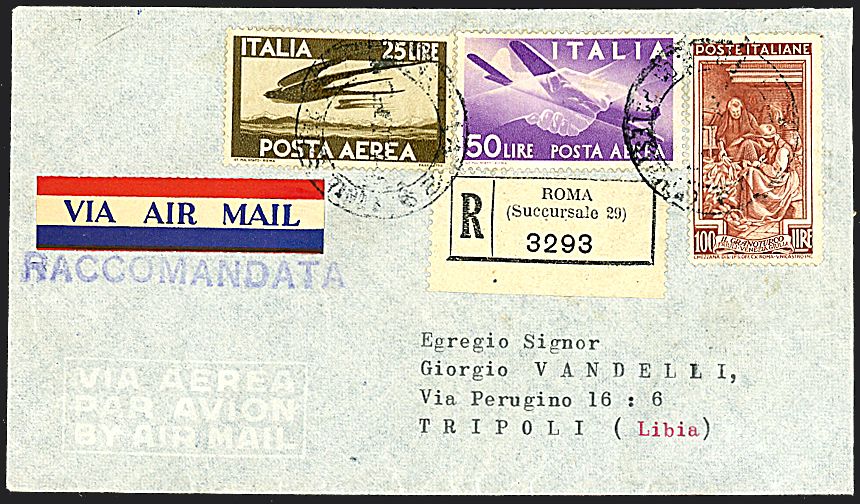 ITALIA 25 LIRE
POSTA AEREA
ITALIA
50 LIRE POSTA AEREA
POSTE ITALIANE
IL GRANOTURCO
100 LIRE
VIA AIR MAIL
RACCOMANDATA
R
ROMA
(Succursale 29)
3293
Egregio Signor
Giorgio VANDELLI,
Via Perugino 16 : 6
TRIPOLI (Libia)
VIA AEREA
PAR AVION
BY AIR MAIL